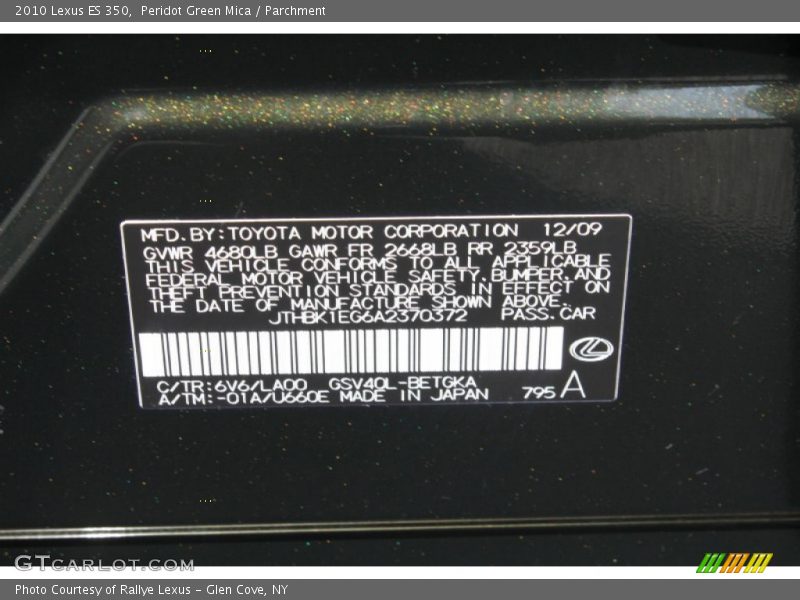 2010 Lexus ES 350, Peridot Green Mica / Parchment
MFD. BY: TOYOTA MOTOR CORPORATION 12/09
GVWR 4680LB GAWR FR 2668LB RR 2359LB
THIS VEHICLE CONFORMS TO ALL APPLICABLE
FEDERAL MOTOR VEHICLE SAFETY, BUMPER, AND
THEFT PREVENTION STANDARDS IN EFFECT ON
THE DATE OF MANUFACTURE SHOWN ABOVE.
JTHBK1EG6A2370372 PASS. CAR
C/TR: 6V6/LA00 GSV40L-BETGKA
A/TM: -01A/U660E MADE IN JAPAN 795 A
GTcarlot.com
Photo Courtesy of Rallye Lexus - Glen Cove, NY